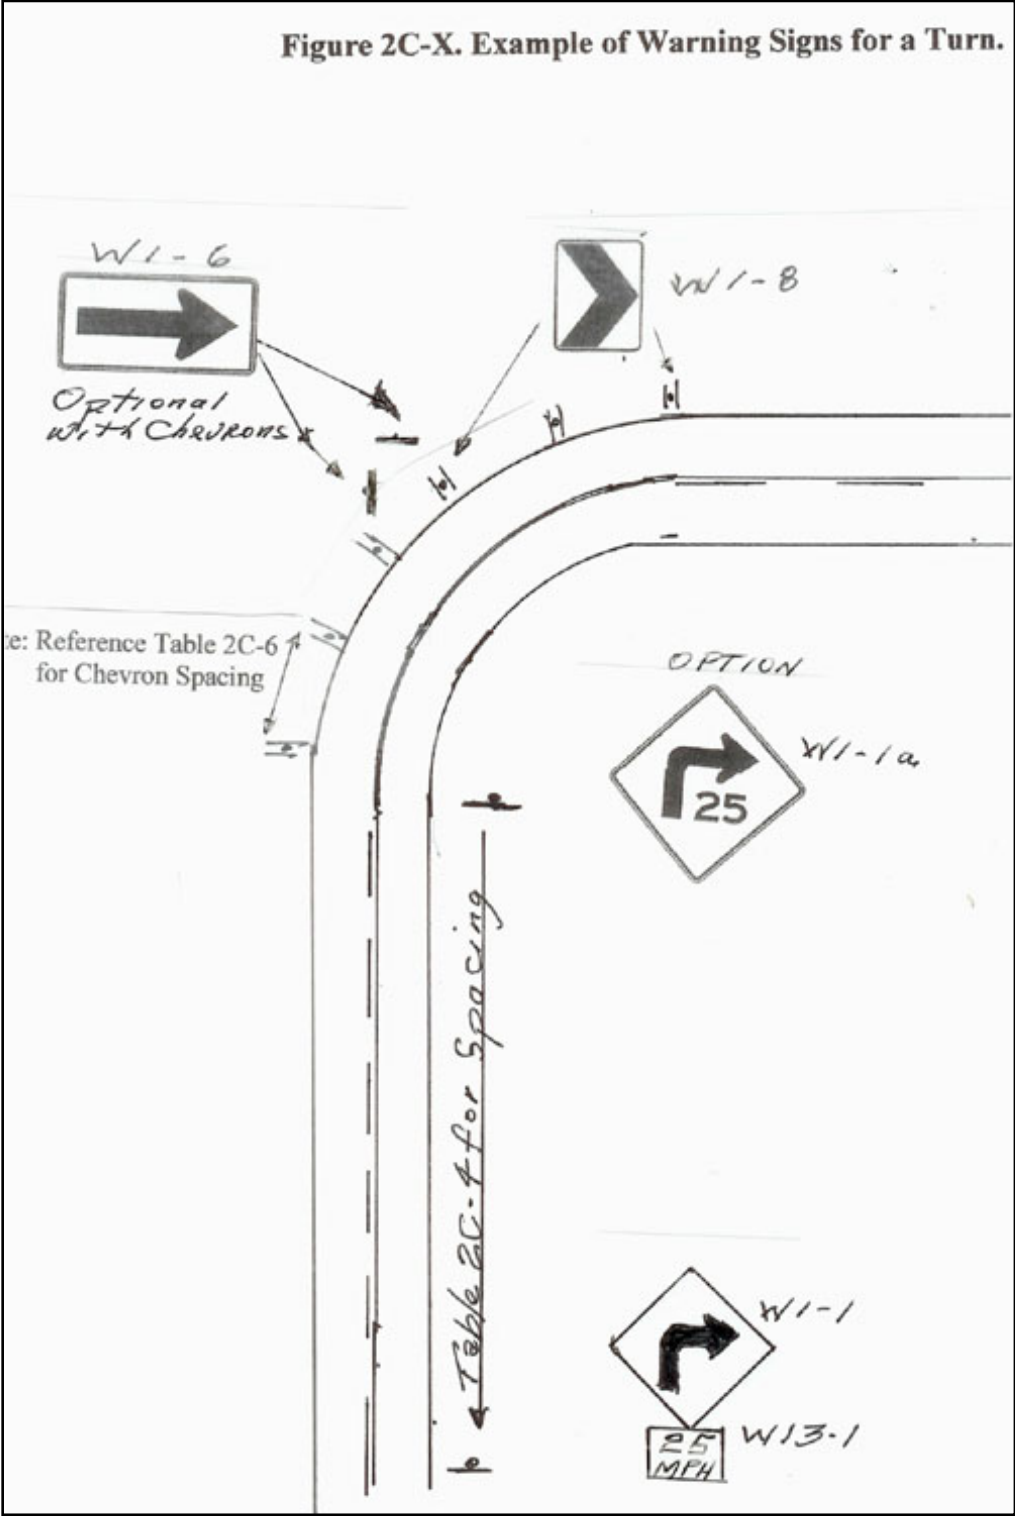 Figure 2C-X. Example of Warning Signs for a Turn.
W1-6
W1-8
Optional
with Chevrons
te: Reference Table 2C-6
for Chevron Spacing
OPTION
W1-1a
25
Table 2C-4 for Spacing
W1-1
25
MPH
W13-1